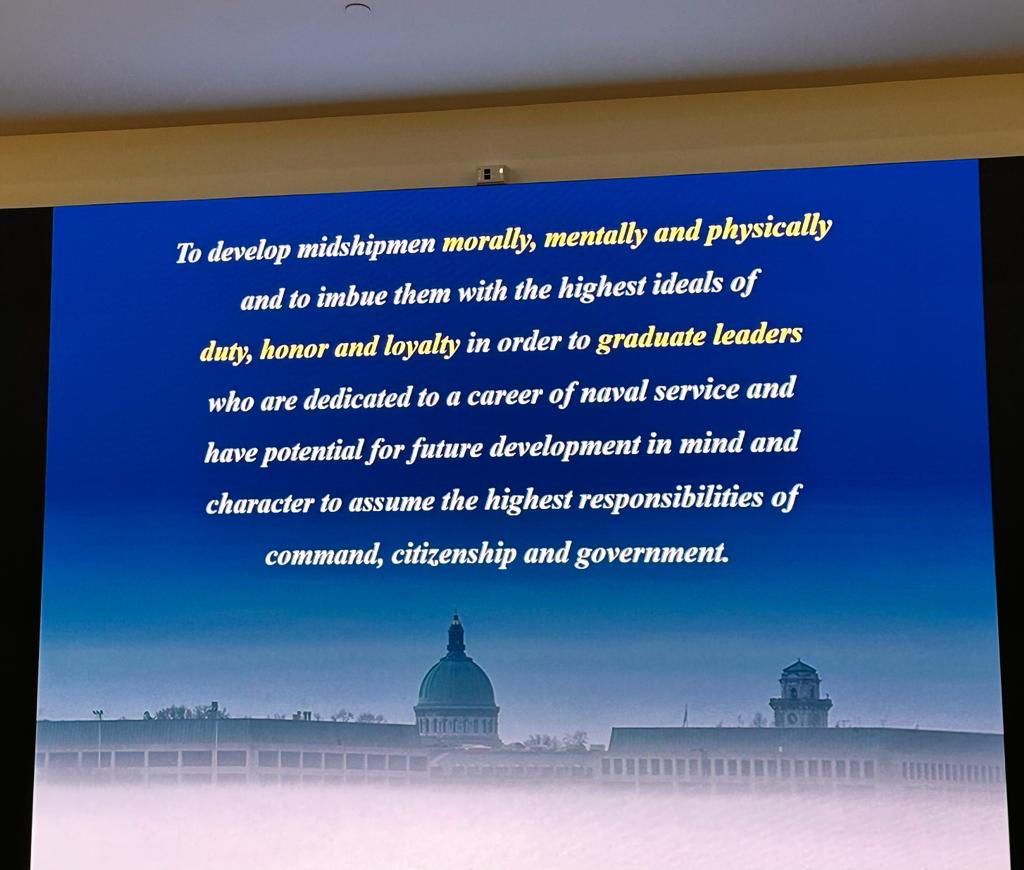 To develop midshipmen morally, mentally and physically
and to imbue them with the highest ideals of
duty, honor and loyalty in order to graduate leaders
who are dedicated to a career of naval service and
have potential for future development in mind and
character to assume the highest responsibilities of
command, citizenship and government.